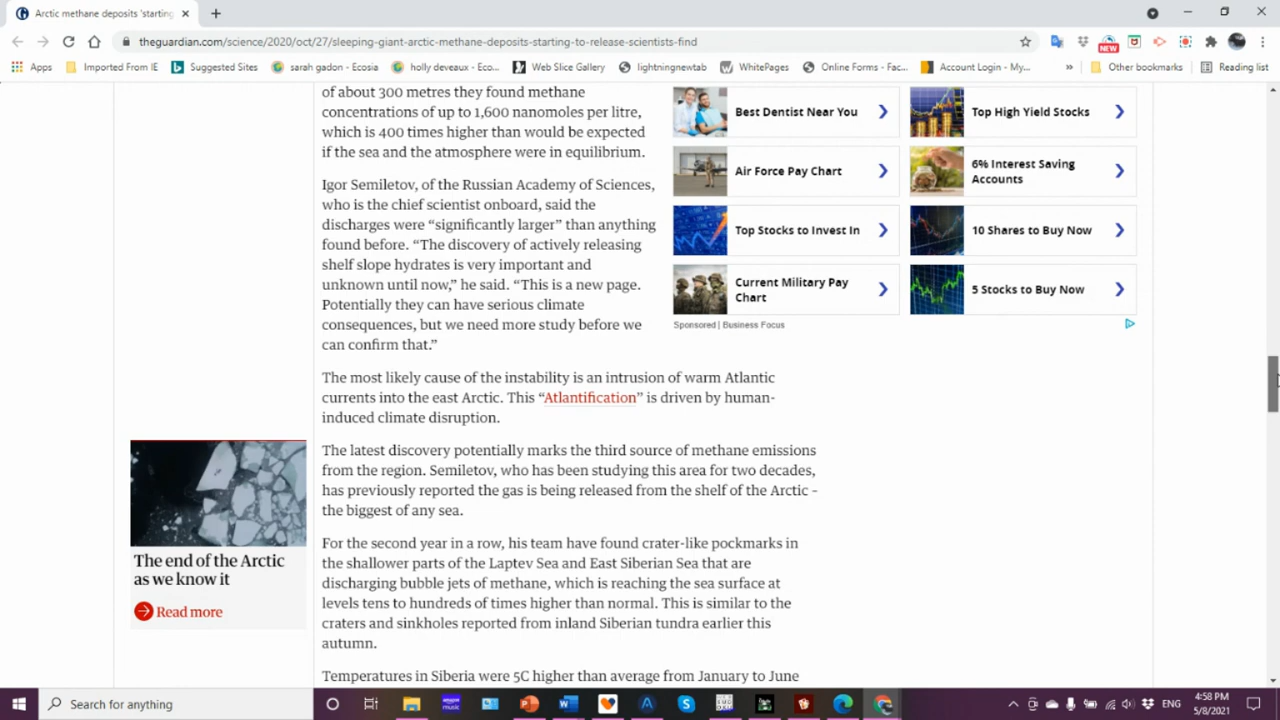 Arctic methane deposits 'starting
theguardian.com/science/2020/oct/27/sleeping-giant-arctic-methane-deposits-starting-to-release-scientists-find
NEW
Apps
Imported From IE
Suggested Sites
sarah gadon - Ecosia
holly deveaux - Eco...
Web Slice Gallery
lightningnewtab
WhitePages
Online Forms - Fac...
Account Login - My...
»
Other bookmarks
Reading list
of about 300 metres they found methane
concentrations of up to 1,600 nanomoles per litre,
which is 400 times higher than would be expected
if the sea and the atmosphere were in equilibrium.
Igor Semiletov, of the Russian Academy of Sciences,
who is the chief scientist onboard, said the
discharges were “significantly larger” than anything
found before. “The discovery of actively releasing
shelf slope hydrates is very important and
unknown until now,” he said. “This is a new page.
Potentially they can have serious climate
consequences, but we need more study before we
can confirm that.”
The most likely cause of the instability is an intrusion of warm Atlantic
currents into the east Arctic. This “Atlantification” is driven by human-
induced climate disruption.
The latest discovery potentially marks the third source of methane emissions
from the region. Semiletov, who has been studying this area for two decades,
has previously reported the gas is being released from the shelf of the Arctic –
the biggest of any sea.
For the second year in a row, his team have found crater-like pockmarks in
the shallower parts of the Laptev Sea and East Siberian Sea that are
discharging bubble jets of methane, which is reaching the sea surface at
levels tens to hundreds of times higher than normal. This is similar to the
craters and sinkholes reported from inland Siberian tundra earlier this
autumn.
Temperatures in Siberia were 5C higher than average from January to June
Best Dentist Near You
Top High Yield Stocks
Air Force Pay Chart
6% Interest Saving
Accounts
Top Stocks to Invest In
10 Shares to Buy Now
Current Military Pay
Chart
5 Stocks to Buy Now
Sponsored | Business Focus
The end of the Arctic
as we know it
Read more
Search for anything
ENG
4:58 PM
5/8/2021